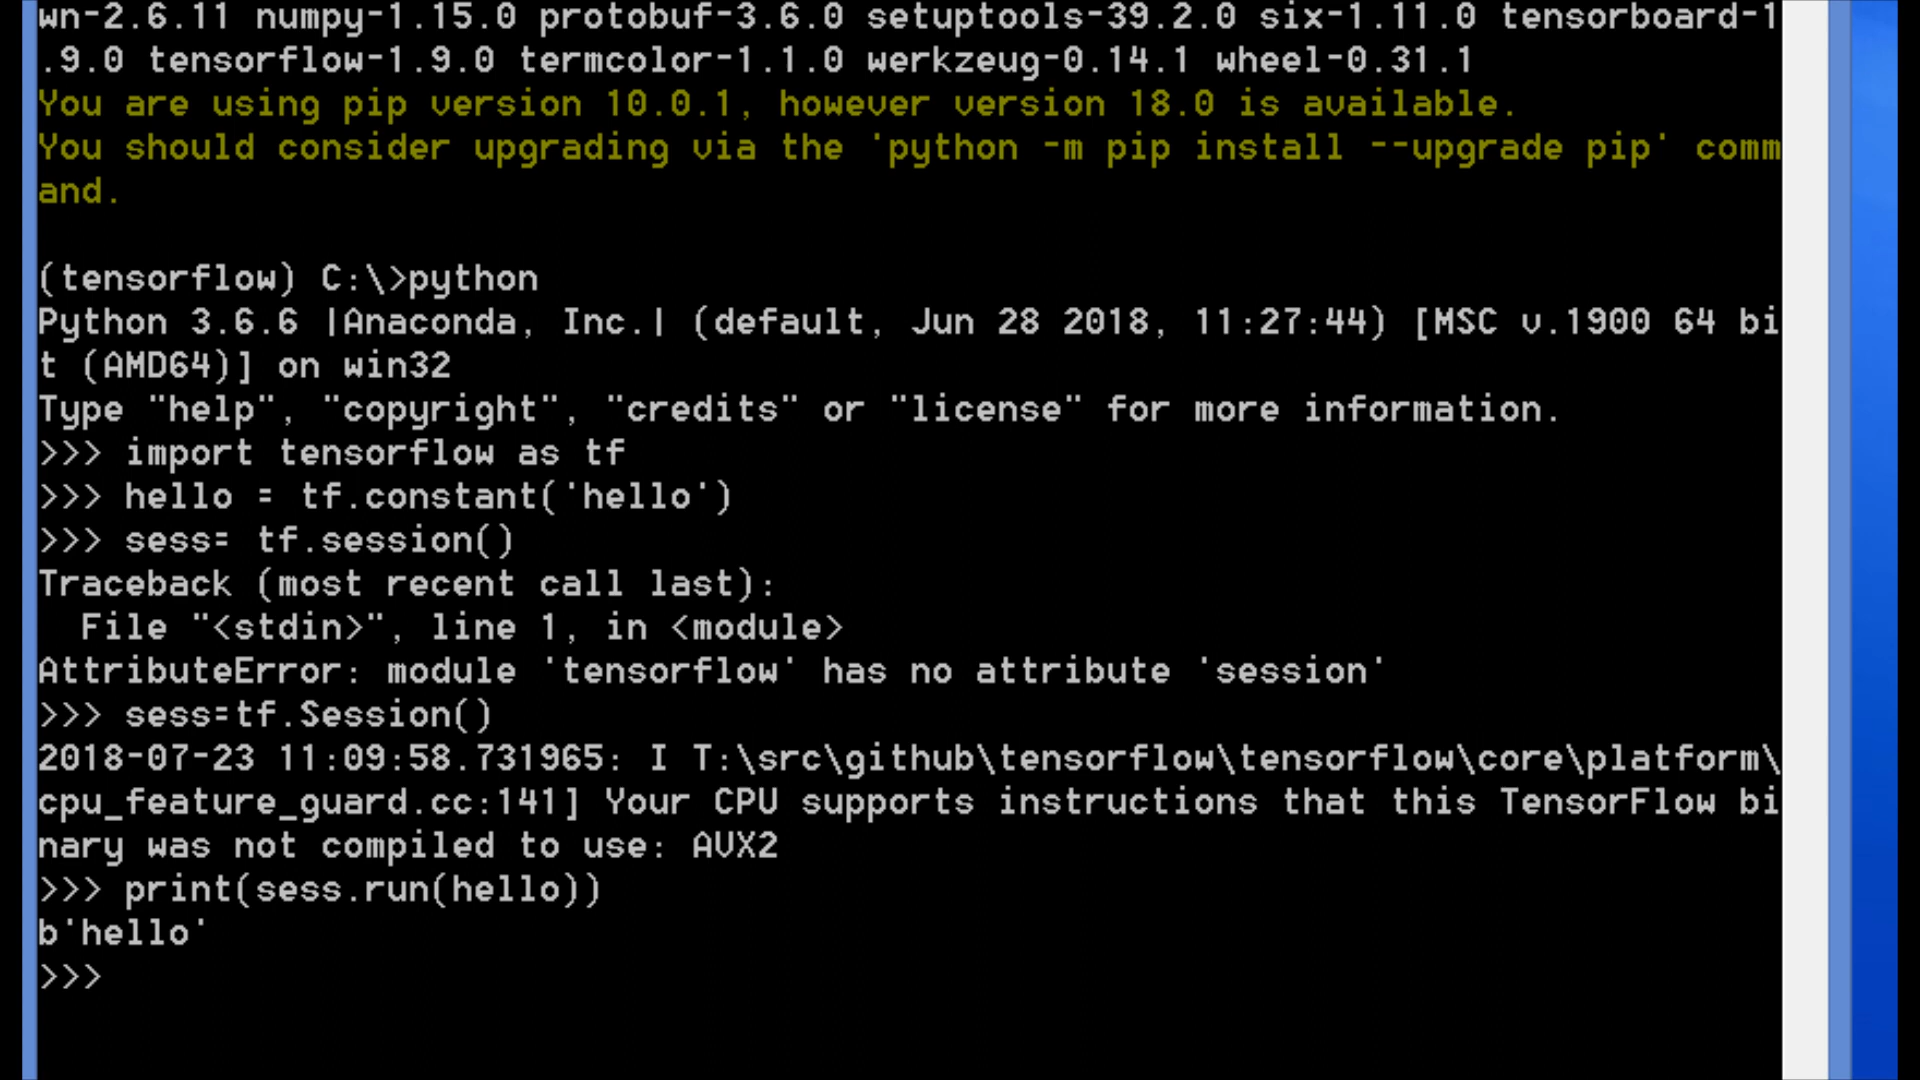 wn-2.6.11 numpy-1.15.0 protobuf-3.6.0 setuptools-39.2.0 six-1.11.0 tensorboard-1
.9.0 tensorflow-1.9.0 termcolor-1.1.0 werkzeug-0.14.1 wheel-0.31.1
You are using pip version 10.0.1, however version 18.0 is available.
You should consider upgrading via the 'python -m pip install --upgrade pip' comm
and.
(tensorflow) C:\>python
Python 3.6.6 |Anaconda, Inc.| (default, Jun 28 2018, 11:27:44) [MSC v.1900 64 bi
t (AMD64)] on win32
Type "help", "copyright", "credits" or "license" for more information.
>>> import tensorflow as tf
>>> hello = tf.constant('hello')
>>> sess= tf.session()
Traceback (most recent call last):
  File "<stdin>", line 1, in <module>
AttributeError: module 'tensorflow' has no attribute 'session'
>>> sess=tf.Session()
2018-07-23 11:09:58.731965: I T:\src\github\tensorflow\tensorflow\core\platform\
cpu_feature_guard.cc:141] Your CPU supports instructions that this TensorFlow bi
nary was not compiled to use: AVX2
>>> print(sess.run(hello))
b'hello'
>>>